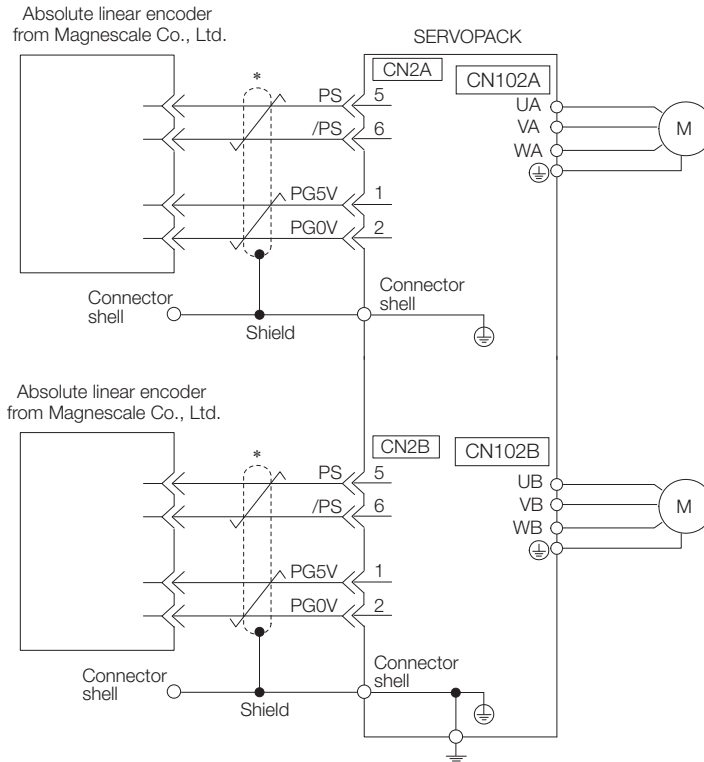 Absolute linear encoder
from Magnescale Co., Ltd.
SERVOPACK
CN2A
CN102A
*
PS
5
/PS
6
PG5V
1
PG0V
2
UA
VA
WA
M
Connector
shell
Shield
Connector
shell
Absolute linear encoder
from Magnescale Co., Ltd.
CN2B
CN102B
*
PS
5
/PS
6
PG5V
1
PG0V
2
UB
VB
WB
M
Connector
shell
Shield
Connector
shell